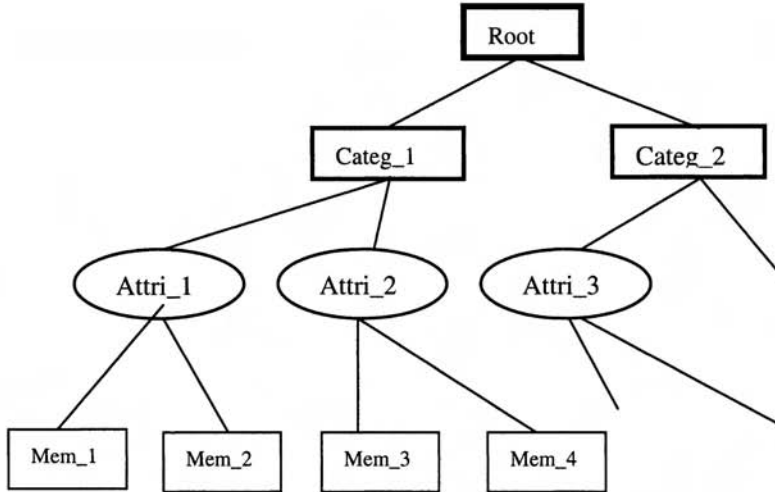 Root
Categ_1
Categ_2
Attri_1
Attri_2
Attri_3
Mem_1
Mem_2
Mem_3
Mem_4